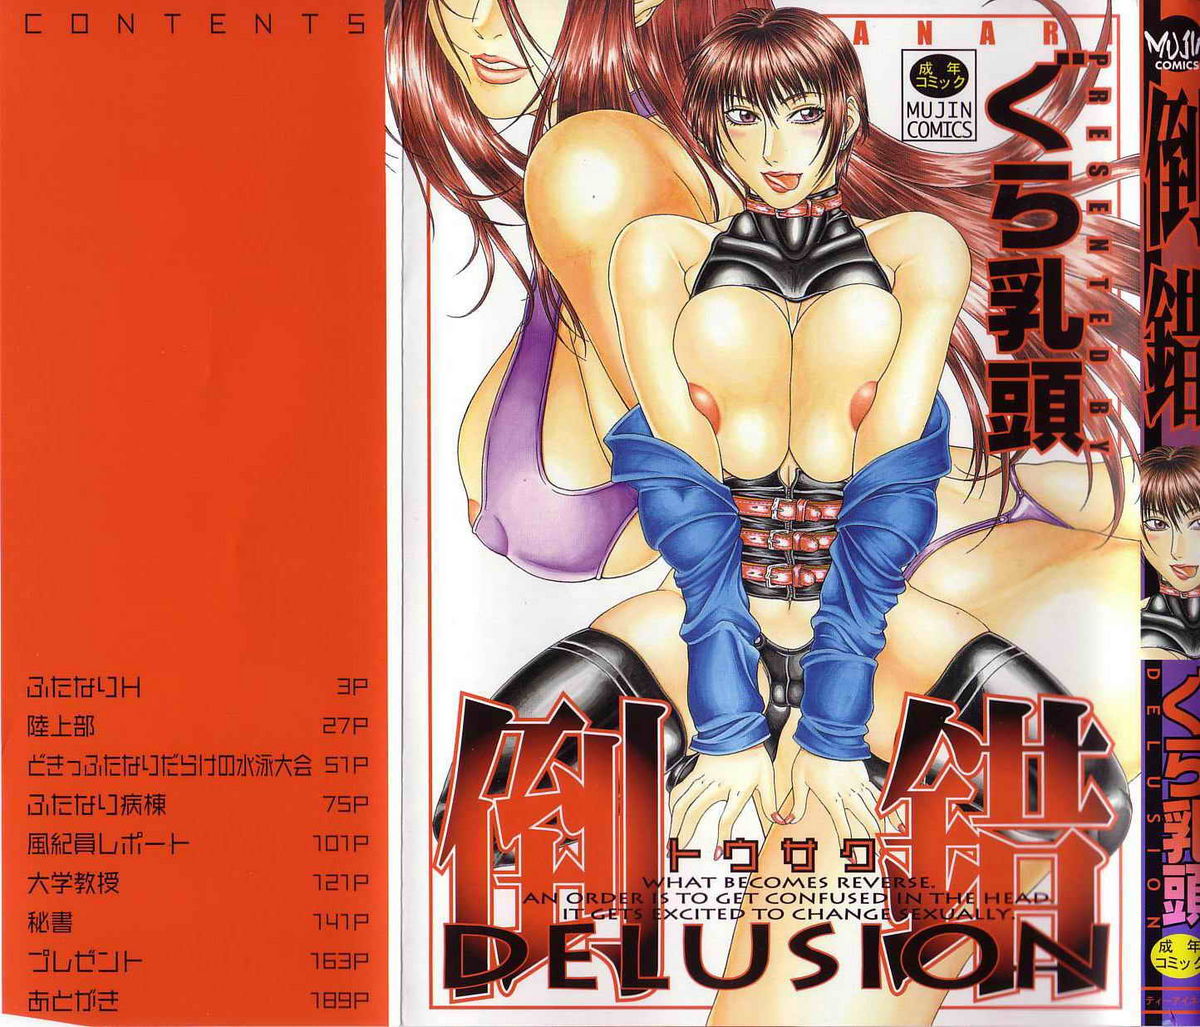 CONTENTS
ふたなりH 3P
陸上部 27P
どきっふたなりだらけの水泳大会 51P
ふたなり病棟 75P
風紀員レポート 101P
大学教授 121P
秘書 141P
プレゼント 163P
あとがき 189P
成年
コミック
MUJIN
COMICS
PRESENTED BY
ぐら乳頭
倒錯
トウサク
WHAT BECOMES REVERSE.
AN ORDER IS TO GET CONFUSED IN THE HEAD
IT GETS EXCITED TO CHANGE SEXUALLY.
DELUSION
MUJIN
COMICS
倒錯
DELUSION
ぐら乳頭
成年
コミック